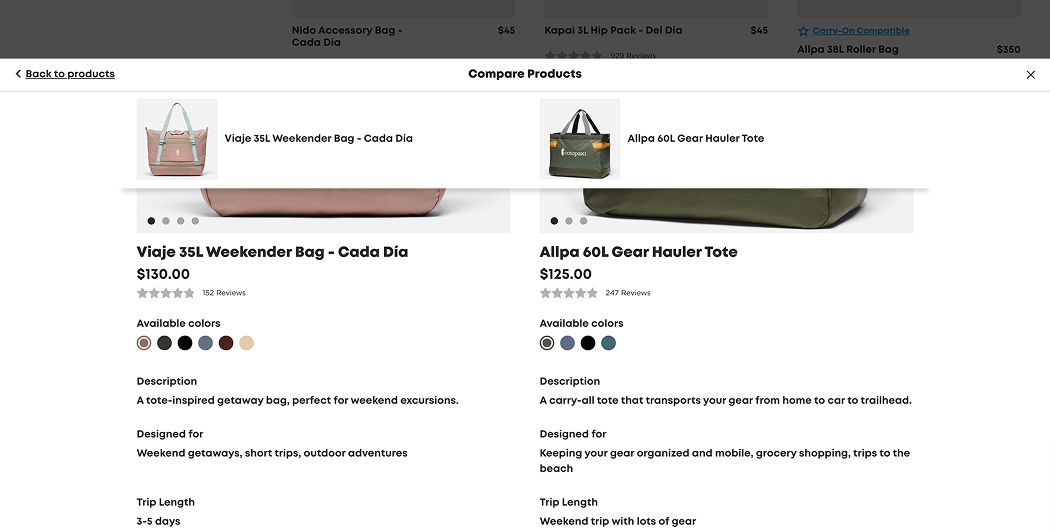 Nido Accessory Bag -
Cada Día
$45
Kapai 3L Hip Pack - Del Día
$45
929 Reviews
Carry-On Compatible
Allpa 38L Roller Bag
$350
Back to products
Compare Products
Viaje 35L Weekender Bag - Cada Día
cotopaxi
Allpa 60L Gear Hauler Tote
Viaje 35L Weekender Bag - Cada Día
$130.00
152 Reviews
Available colors
Description
A tote-inspired getaway bag, perfect for weekend excursions.
Designed for
Weekend getaways, short trips, outdoor adventures
Trip Length
3-5 days
Allpa 60L Gear Hauler Tote
$125.00
247 Reviews
Available colors
Description
A carry-all tote that transports your gear from home to car to trailhead.
Designed for
Keeping your gear organized and mobile, grocery shopping, trips to the
beach
Trip Length
Weekend trip with lots of gear